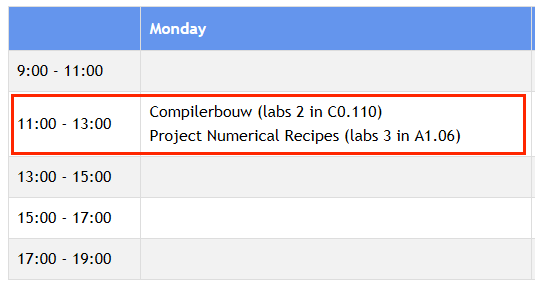 Monday
9:00 - 11:00
11:00 - 13:00
Compilerbouw (labs 2 in C0.110)
Project Numerical Recipes (labs 3 in A1.06)
13:00 - 15:00
15:00 - 17:00
17:00 - 19:00